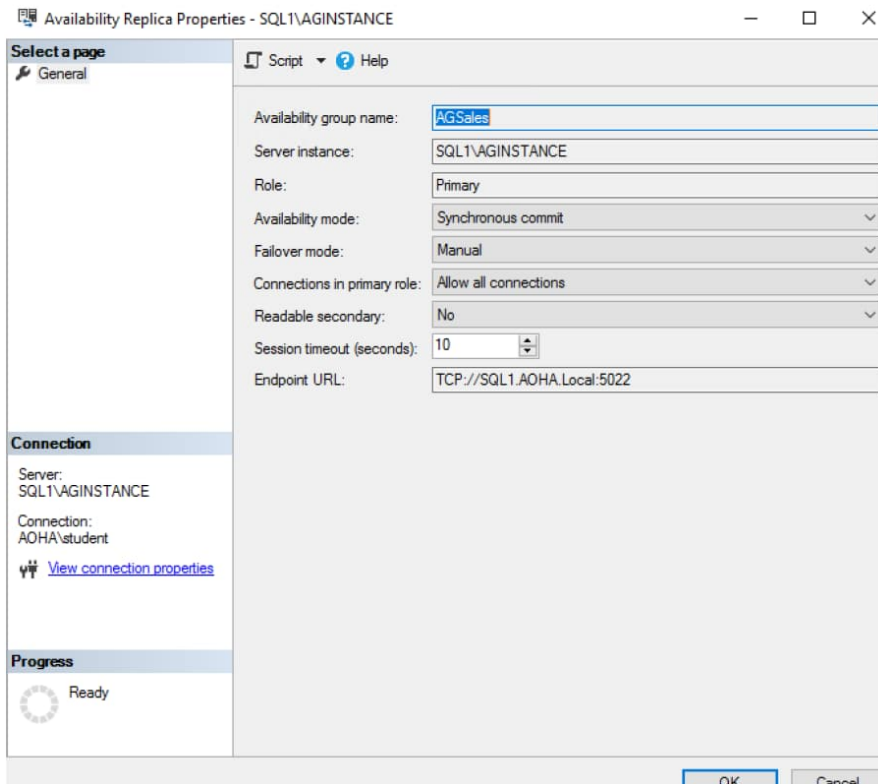 Availability Replica Properties - SQL1\AGINSTANCE
Select a page
General
Script
Help
Availability group name: AGSales
Server instance: SQL1\AGINSTANCE
Role: Primary
Availability mode: Synchronous commit
Failover mode: Manual
Connections in primary role: Allow all connections
Readable secondary: No
Session timeout (seconds): 10
Endpoint URL: TCP://SQL1.AOHA.Local:5022
Connection
Server:
SQL1\AGINSTANCE
Connection:
AOHA\student
View connection properties
Progress
Ready
OK
Cancel